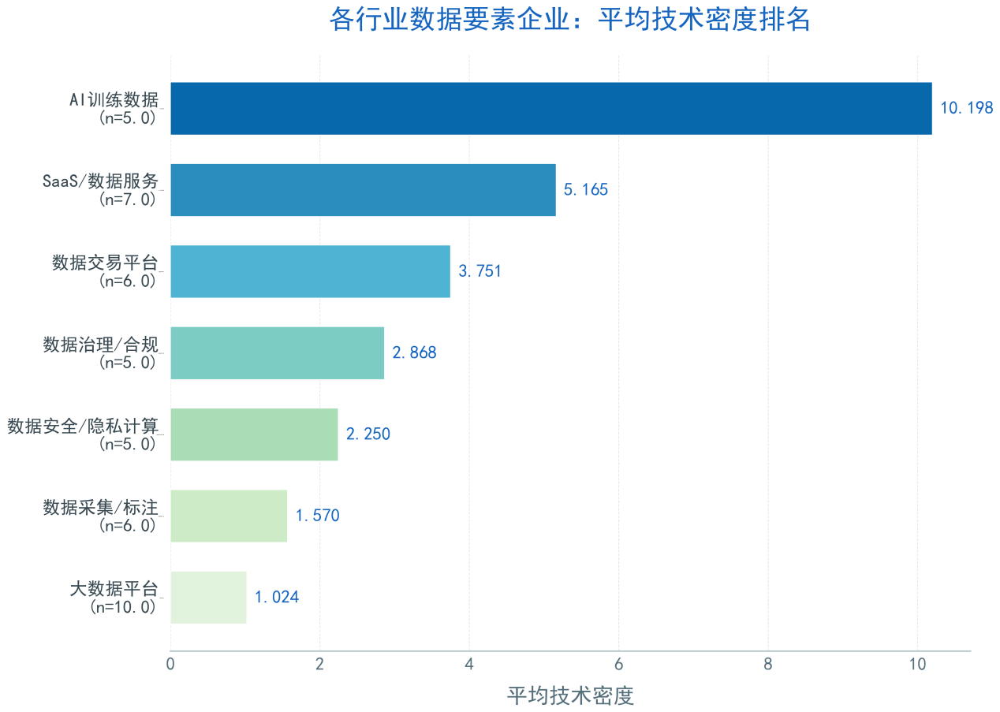 各行业数据要素企业：平均技术密度排名
AI训练数据
(n=5.0)
10.198
SaaS/数据服务
(n=7.0)
5.165
数据交易平台
(n=6.0)
3.751
数据治理/合规
(n=5.0)
2.868
数据安全/隐私计算
(n=5.0)
2.250
数据采集/标注
(n=6.0)
1.570
大数据平台
(n=10.0)
1.024
0 2 4 6 8 10
平均技术密度